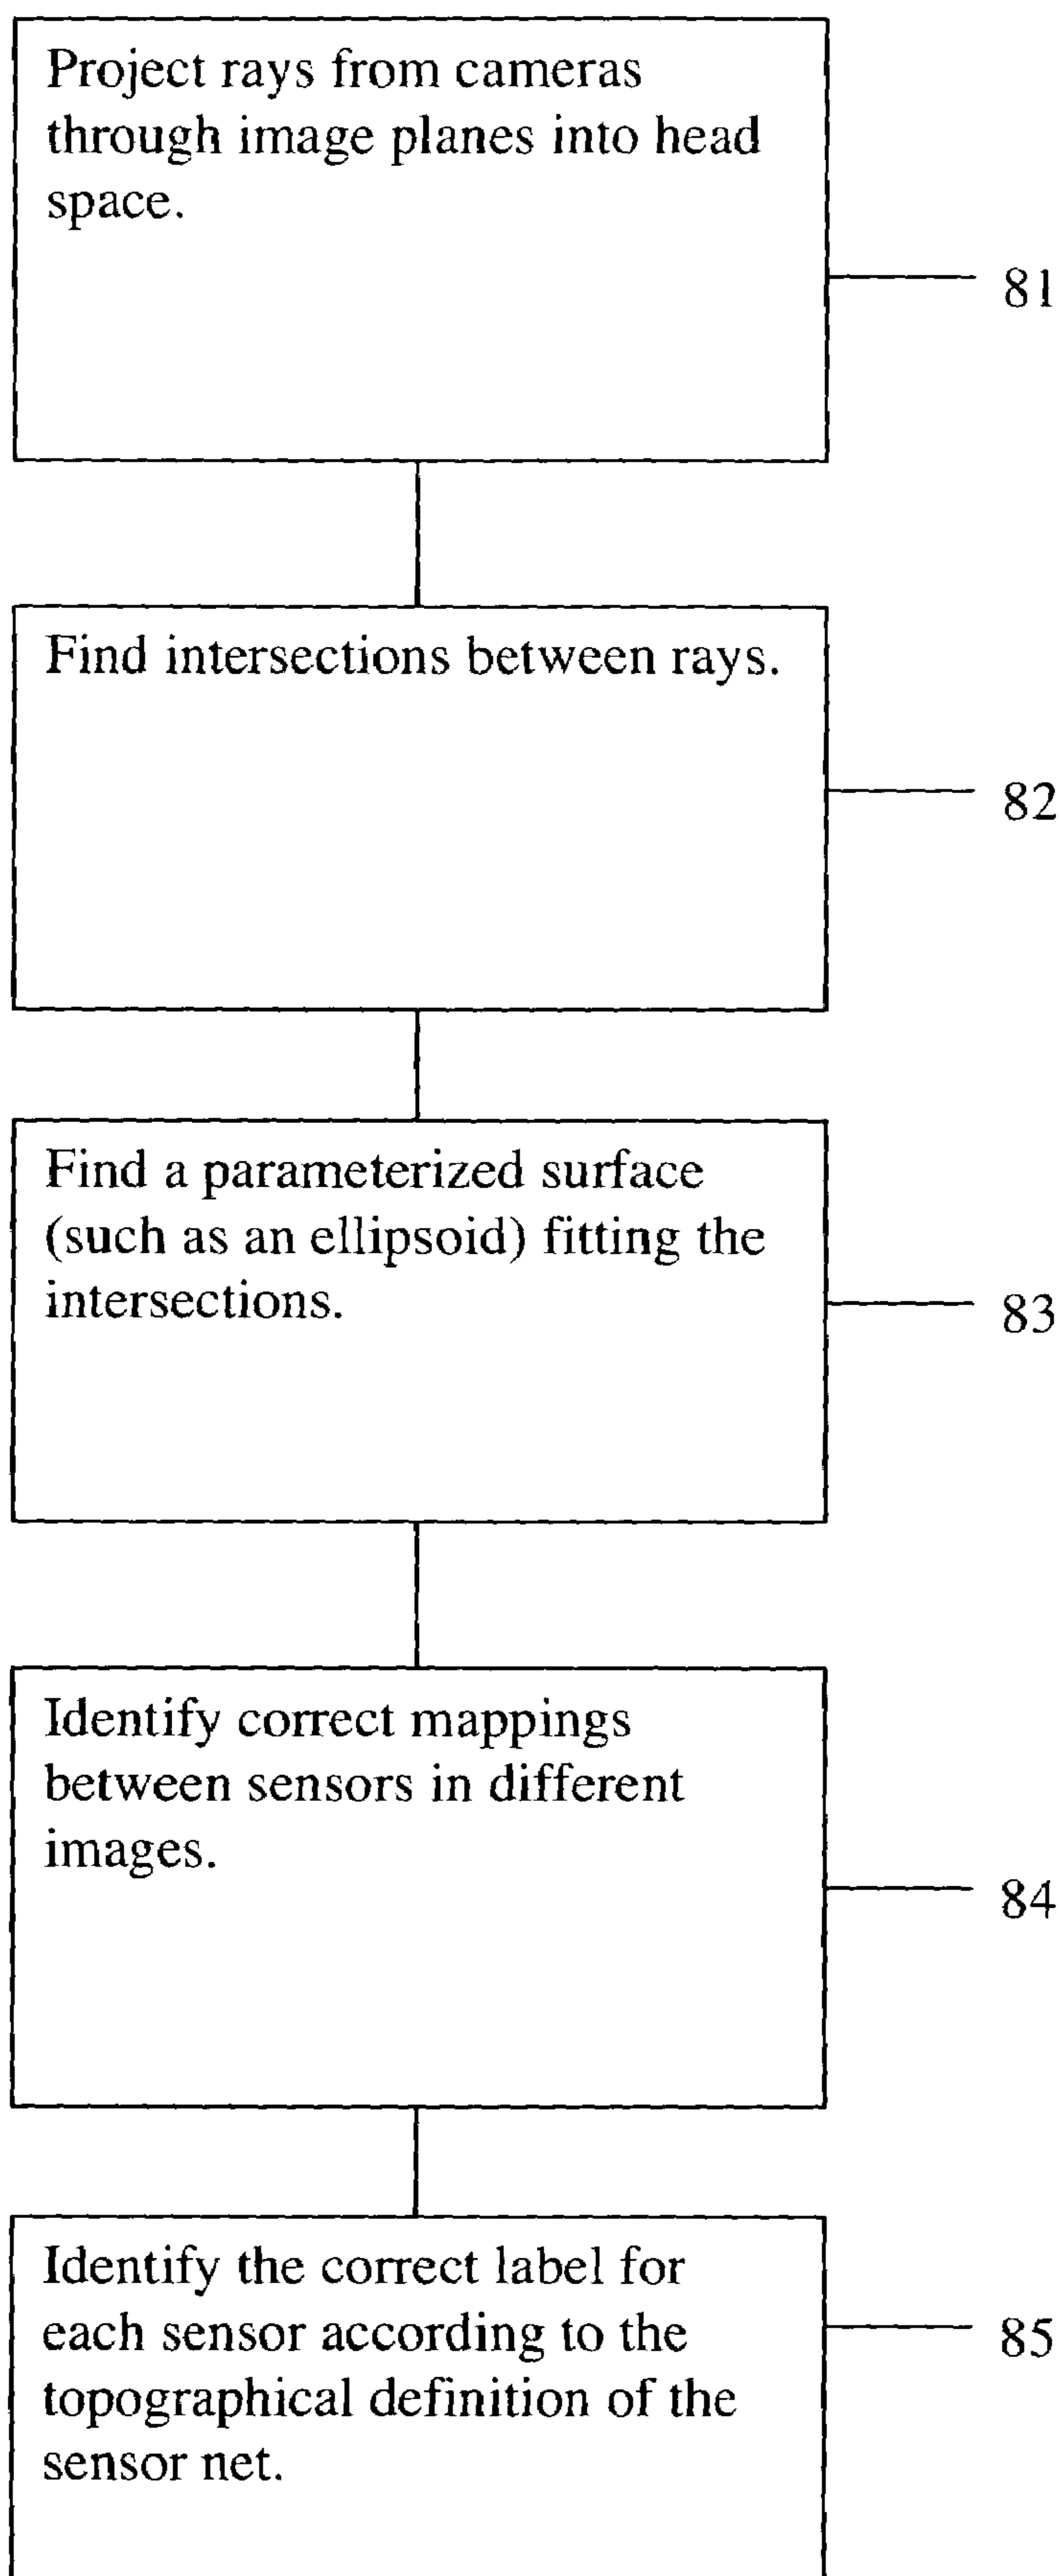 Project rays from cameras
through image planes into head
space.
81
Find intersections between rays.
82
Find a parameterized surface
(such as an ellipsoid) fitting the
intersections.
83
Identify correct mappings
between sensors in different
images.
84
Identify the correct label for
each sensor according to the
topographical definition of the
sensor net.
85